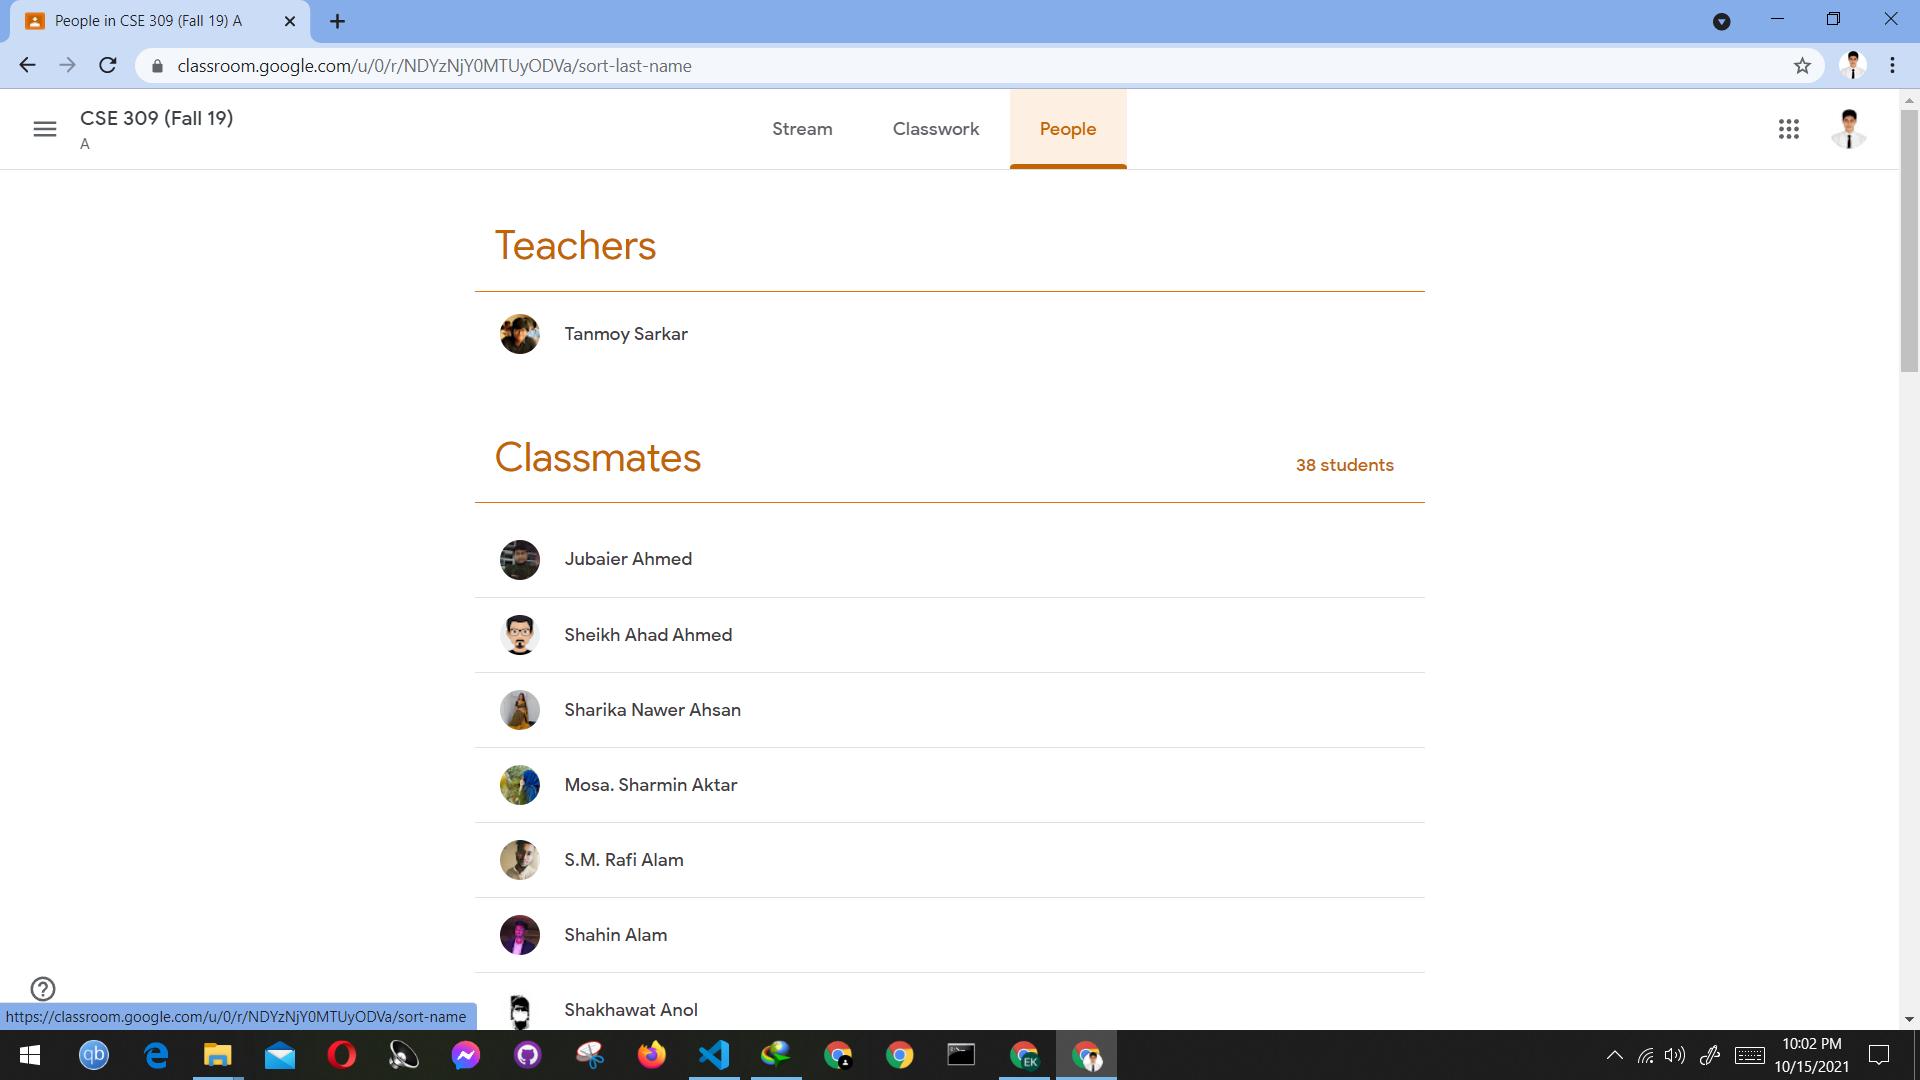 People in CSE 309 (Fall 19) A
classroom.google.com/u/0/r/NDYzNjY0MTUyODVa/sort-last-name
CSE 309 (Fall 19)
A
Stream
Classwork
People
Teachers
Tanmoy Sarkar
Classmates
38 students
Jubaier Ahmed
Sheikh Ahad Ahmed
Sharika Nawer Ahsan
Mosa. Sharmin Aktar
S.M. Rafi Alam
Shahin Alam
Shakhawat Anol
https://classroom.google.com/u/0/r/NDYzNjY0MTUyODVa/sort-name
qb
EK
10:02 PM
10/15/2021